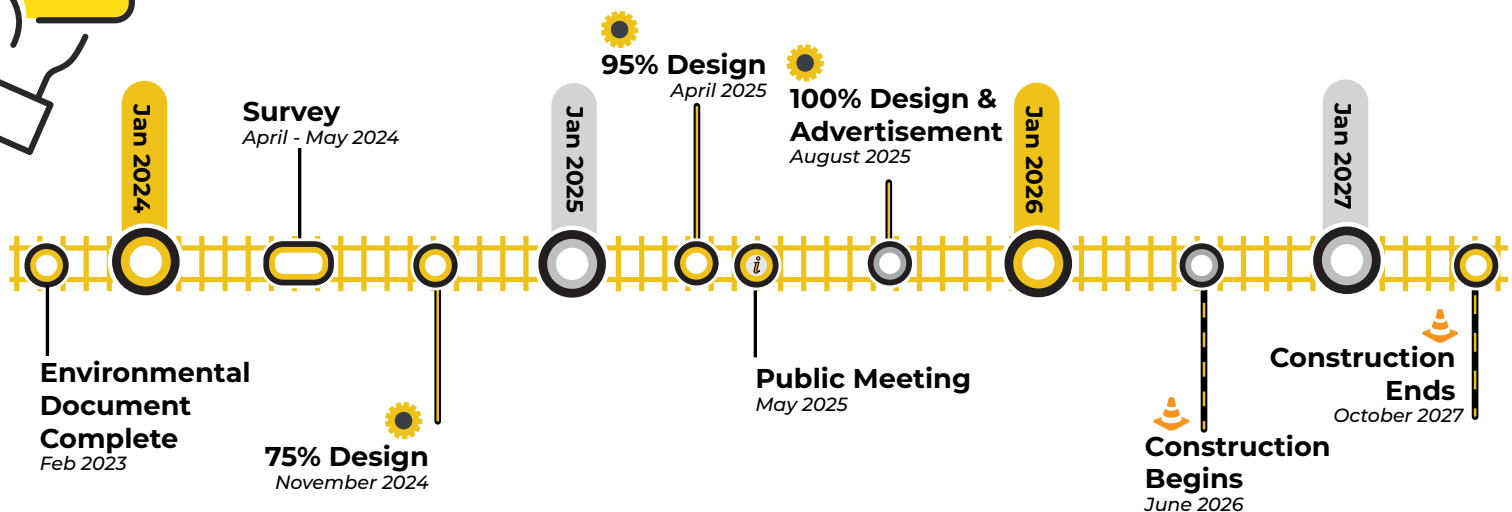 Environmental
Document
Complete
Feb 2023
Jan 2024
Survey
April - May 2024
75% Design
November 2024
Jan 2025
95% Design
April 2025
i
Public Meeting
May 2025
100% Design &
Advertisement
August 2025
Jan 2026
Construction
Begins
June 2026
Jan 2027
Construction
Ends
October 2027